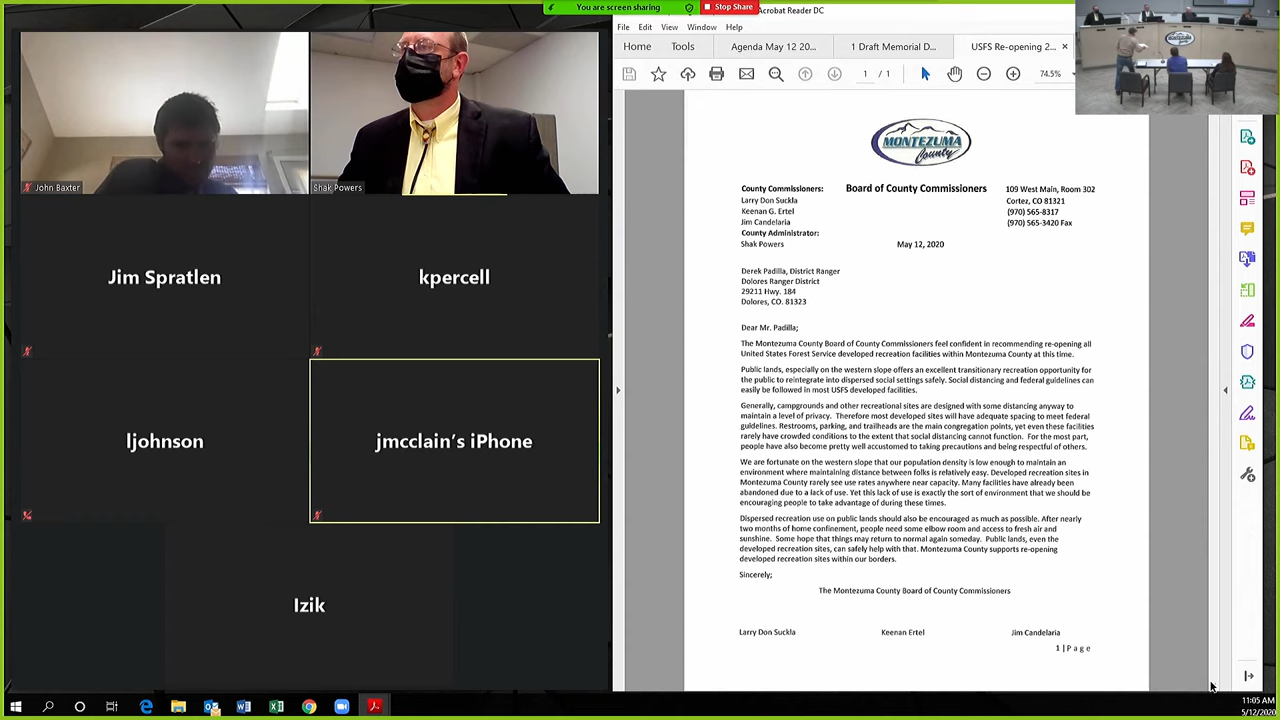 You are screen sharing
Stop Share
Acrobat Reader DC
File Edit View Window Help
Home Tools Agenda May 12 20... 1 Draft Memorial D... USFS Re-opening 2... ×
1 / 1 74.5%
John Baxter
Shak Powers
Jim Spratlen
kpercell
ljohnson
jmcclain's iPhone
Izik
MONTEZUMA
County
County Commissioners:
Larry Don Suckla
Keenan G. Ertel
Jim Candelaria
County Administrator:
Shak Powers
Board of County Commissioners
109 West Main, Room 302
Cortez, CO 81321
(970) 565-8317
(970) 565-3420 Fax
May 12, 2020
Derek Padilla, District Ranger
Dolores Ranger District
29211 Hwy. 184
Dolores, CO. 81323
Dear Mr. Padilla;
The Montezuma County Board of County Commissioners feel confident in recommending re-opening all
United States Forest Service developed recreation facilities within Montezuma County at this time.
Public lands, especially on the western slope offers an excellent transitionary recreation opportunity for
the public to reintegrate into dispersed social settings safely. Social distancing and federal guidelines can
easily be followed in most USFS developed facilities.
Generally, campgrounds and other recreational sites are designed with some distancing anyway to
maintain a level of privacy. Therefore most developed sites will have adequate spacing to meet federal
guidelines. Restrooms, parking, and trailheads are the main congregation points, yet even these facilities
rarely have crowded conditions to the extent that social distancing cannot function. For the most part,
people have also become pretty well accustomed to taking precautions and being respectful of others.
We are fortunate on the western slope that our population density is low enough to maintain an
environment where maintaining distance between folks is relatively easy. Developed recreation sites in
Montezuma County rarely see use rates anywhere near capacity. Many facilities have already been
abandoned due to a lack of use. Yet this lack of use is exactly the sort of environment that we should be
encouraging people to take advantage of during these times.
Dispersed recreation use on public lands should also be encouraged as much as possible. After nearly
two months of home confinement, people need some elbow room and access to fresh air and
sunshine. Some hope that things may return to normal again someday. Public lands, even the
developed recreation sites, can safely help with that. Montezuma County supports re-opening
developed recreation sites within our borders.
Sincerely;
The Montezuma County Board of County Commissioners
Larry Don Suckla Keenan Ertel Jim Candelaria
1 | P a g e
11:05 AM
5/12/2020